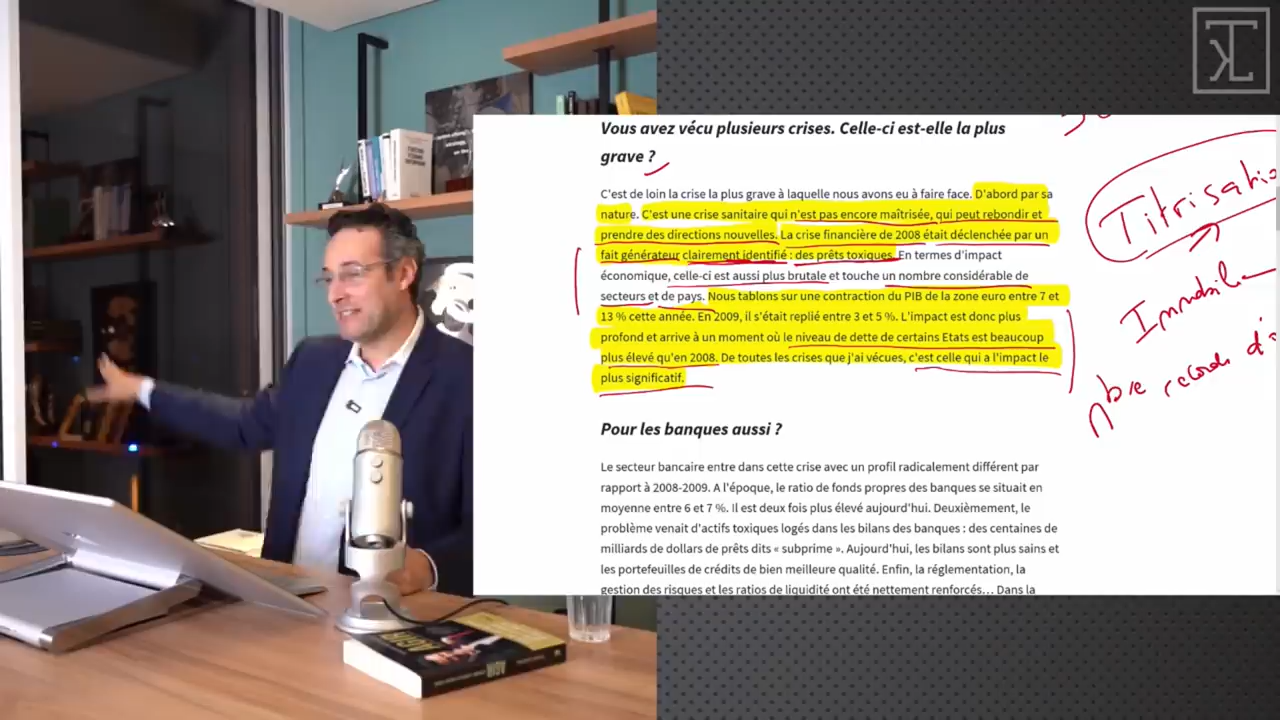 Vous avez vécu plusieurs crises. Celle-ci est-elle la plus
grave ?
C'est de loin la crise la plus grave à laquelle nous avons eu à faire face. D'abord par sa
nature. C'est une crise sanitaire qui n'est pas encore maîtrisée, qui peut rebondir et
prendre des directions nouvelles. La crise financière de 2008 était déclenchée par un
fait générateur clairement identifié : des prêts toxiques. En termes d'impact
économique, celle-ci est aussi plus brutale et touche un nombre considérable de
secteurs et de pays. Nous tablons sur une contraction du PIB de la zone euro entre 7 et
13 % cette année. En 2009, il s'était replié entre 3 et 5 %. L'impact est donc plus
profond et arrive à un moment où le niveau de dette de certains Etats est beaucoup
plus élevé qu'en 2008. De toutes les crises que j'ai vécues, c'est celle qui a l'impact le
plus significatif.
Pour les banques aussi ?
Le secteur bancaire entre dans cette crise avec un profil radicalement différent par
rapport à 2008-2009. A l'époque, le ratio de fonds propres des banques se situait en
moyenne entre 6 et 7 %. Il est deux fois plus élevé aujourd'hui. Deuxièmement, le
problème venait d'actifs toxiques logés dans les bilans des banques : des centaines de
milliards de dollars de prêts dits « subprime ». Aujourd'hui, les bilans sont plus sains et
les portefeuilles de crédits de bien meilleure qualité. Enfin, la réglementation, la
gestion des risques et les ratios de liquidité ont été nettement renforcés… Dans la
Titrisatio
Immobilie
nbre records d'i
AGIR
AGIR